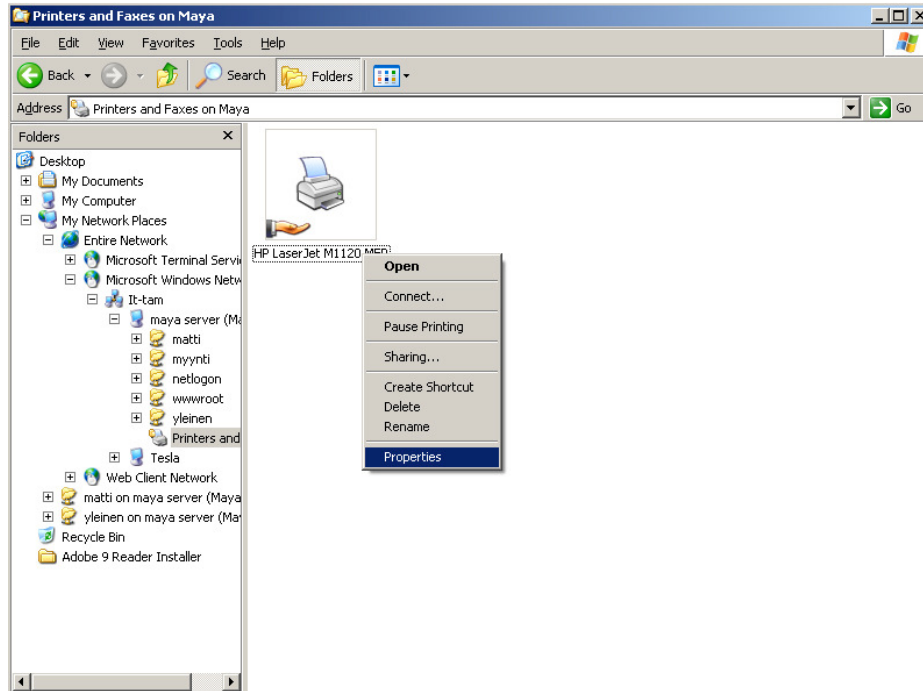 Printers and Faxes on Maya
File Edit View Favorites Tools Help
Back Search Folders
Address Printers and Faxes on Maya Go
Folders
Desktop
My Documents
My Computer
My Network Places
Entire Network
Microsoft Terminal Servi
Microsoft Windows Netw
It-tam
maya server (Ma
matti
myynti
netlogon
wwwroot
yleinen
Printers and
Tesla
Web Client Network
matti on maya server (Maya
yleinen on maya server (May
Recycle Bin
Adobe 9 Reader Installer
HP LaserJet M1120 MFP
Open
Connect...
Pause Printing
Sharing...
Create Shortcut
Delete
Rename
Properties